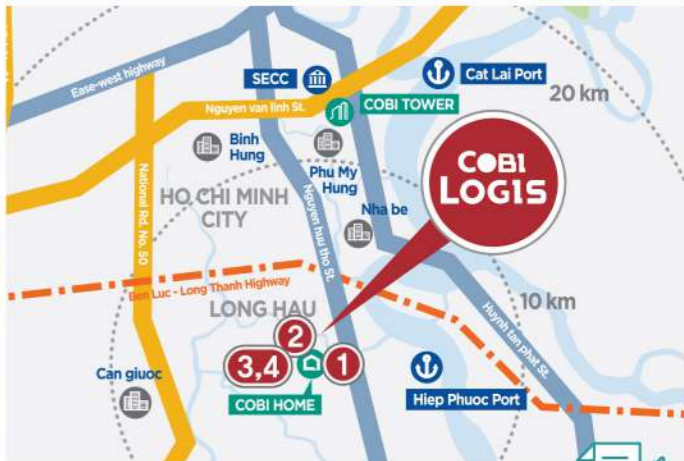 Ease-west highway
SECC
Cat Lai Port
20 km
Nguyen van linh St.
COBI TOWER
Binh
Hung
Phu My
Hung
COBI
LOGIS
National Rd. No. 50
HO CHI MINH
CITY
Nguyen huu tho St.
Nha be
Ben Luc - Long Thanh Highway
LONG HAU
10 km
Huynh tan phat St.
2
3,4
1
Can giuoc
COBI HOME
Hiep Phuoc Port